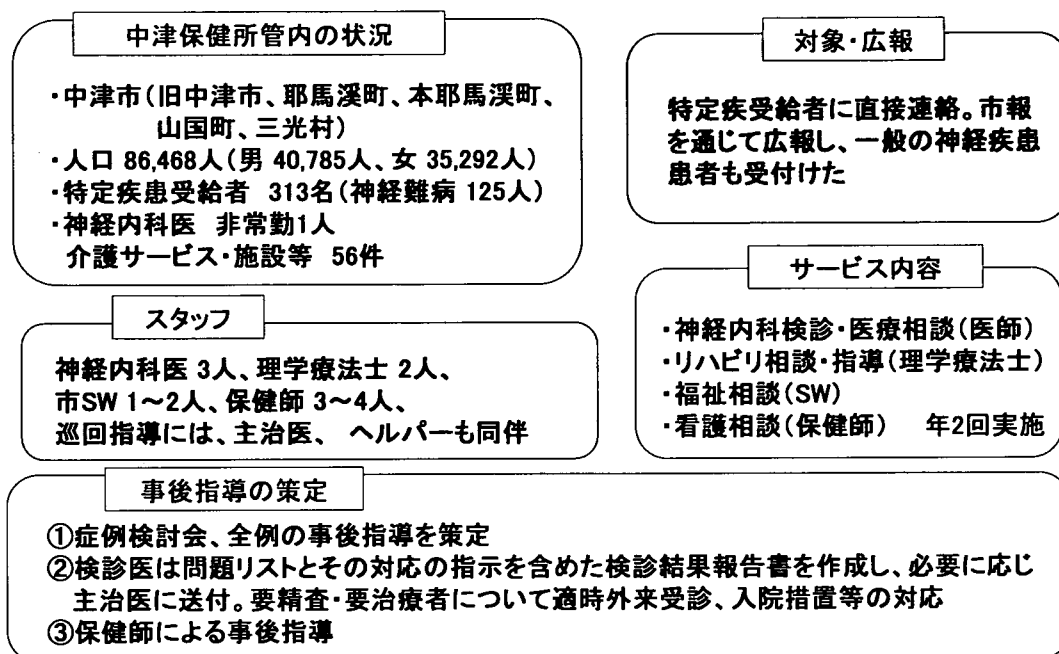 中津保健所管内の状況
・中津市(旧中津市、耶馬溪町、本耶馬渓町、
山国町、三光村)
・人口 86,468人(男 40,785人、女 35,292人)
・特定疾患受給者 313名(神経難病 125人)
・神経内科医 非常勤1人
介護サービス・施設等 56件
対象・広報
特定疾受給者に直接連絡。市報
を通じて広報し、一般の神経疾患
患者も受付けた
スタッフ
神経内科医 3人、理学療法士 2人、
市SW 1～2人、保健師 3～4人、
巡回指導には、主治医、 ヘルパーも同伴
サービス内容
・神経内科検診・医療相談(医師)
・リハビリ相談・指導(理学療法士)
・福祉相談(SW)
・看護相談(保健師) 年2回実施
事後指導の策定
①症例検討会、全例の事後指導を策定
②検診医は問題リストとその対応の指示を含めた検診結果報告書を作成し、必要に応じ
主治医に送付。要精査・要治療者について適時外来受診、入院措置等の対応
③保健師による事後指導